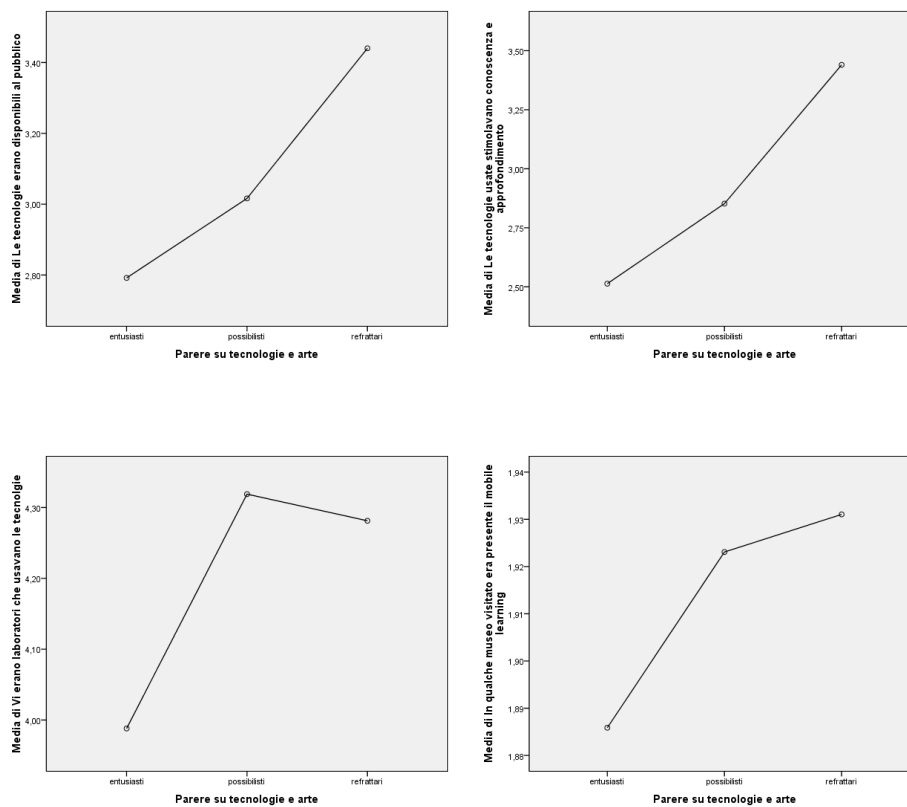 Media di Le tecnologie erano disponibili al pubblico
3,40
3,20
3,00
2,80
entusiasti
possibilisti
refrattari
Parere su tecnologie e arte
Media di Le tecnologie usate stimolavano conoscenza e
approfondimento
3,50
3,25
3,00
2,75
2,50
entusiasti
possibilisti
refrattari
Parere su tecnologie e arte
Media di Vi erano laboratori che usavano le tecnolgie
4,30
4,20
4,10
4,00
entusiasti
possibilisti
refrattari
Parere su tecnologie e arte
Media di In qualche museo visitato era presente il mobile
learning
1,94
1,93
1,92
1,91
1,90
1,89
1,88
entusiasti
possibilisti
refrattari
Parere su tecnologie e arte